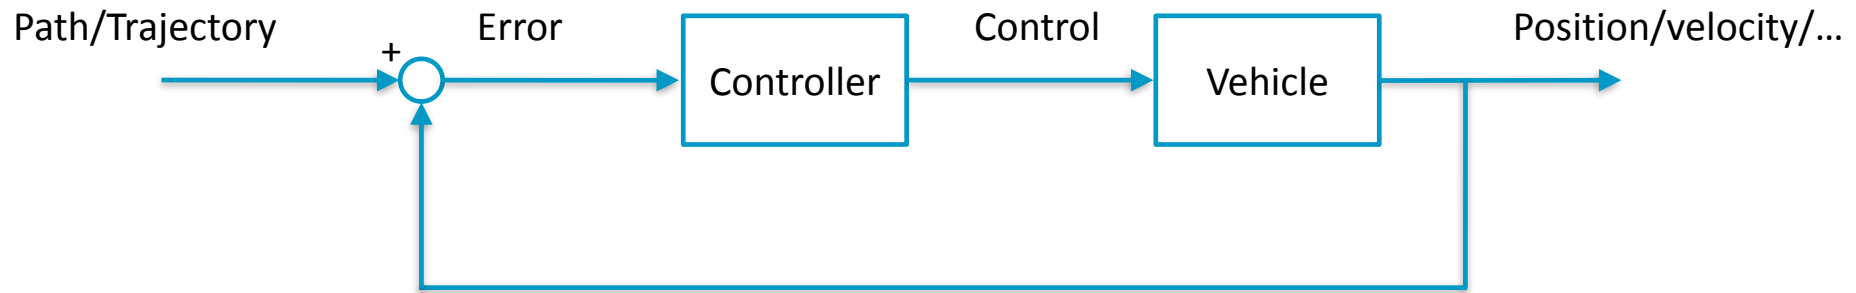 Path/Trajectory
+
Error
Controller
Control
Vehicle
Position/velocity/…